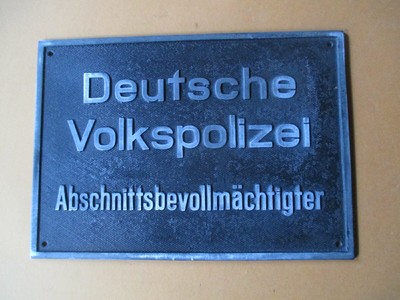 Deutsche
Volkspolizei
Abschnittsbevollmächtigter